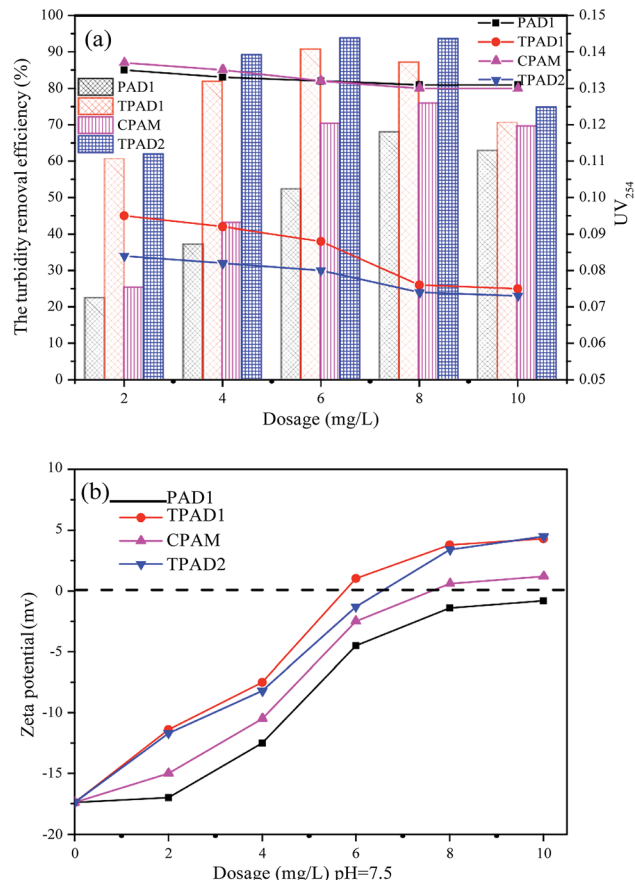 (a)
The turbidity removal efficiency (%)
100
90
80
70
60
50
40
30
20
10
0
PAD1
TPAD1
CPAM
TPAD2
PAD1
TPAD1
CPAM
TPAD2
0.15
0.14
0.13
0.12
0.11
0.10
0.09
0.08
0.07
0.06
0.05
UV254
2 4 6 8 10
Dosage (mg/L)
(b)
Zeta potential (mv)
10
5
0
-5
-10
-15
-20
PAD1
TPAD1
CPAM
TPAD2
0 2 4 6 8 10
Dosage (mg/L) pH=7.5